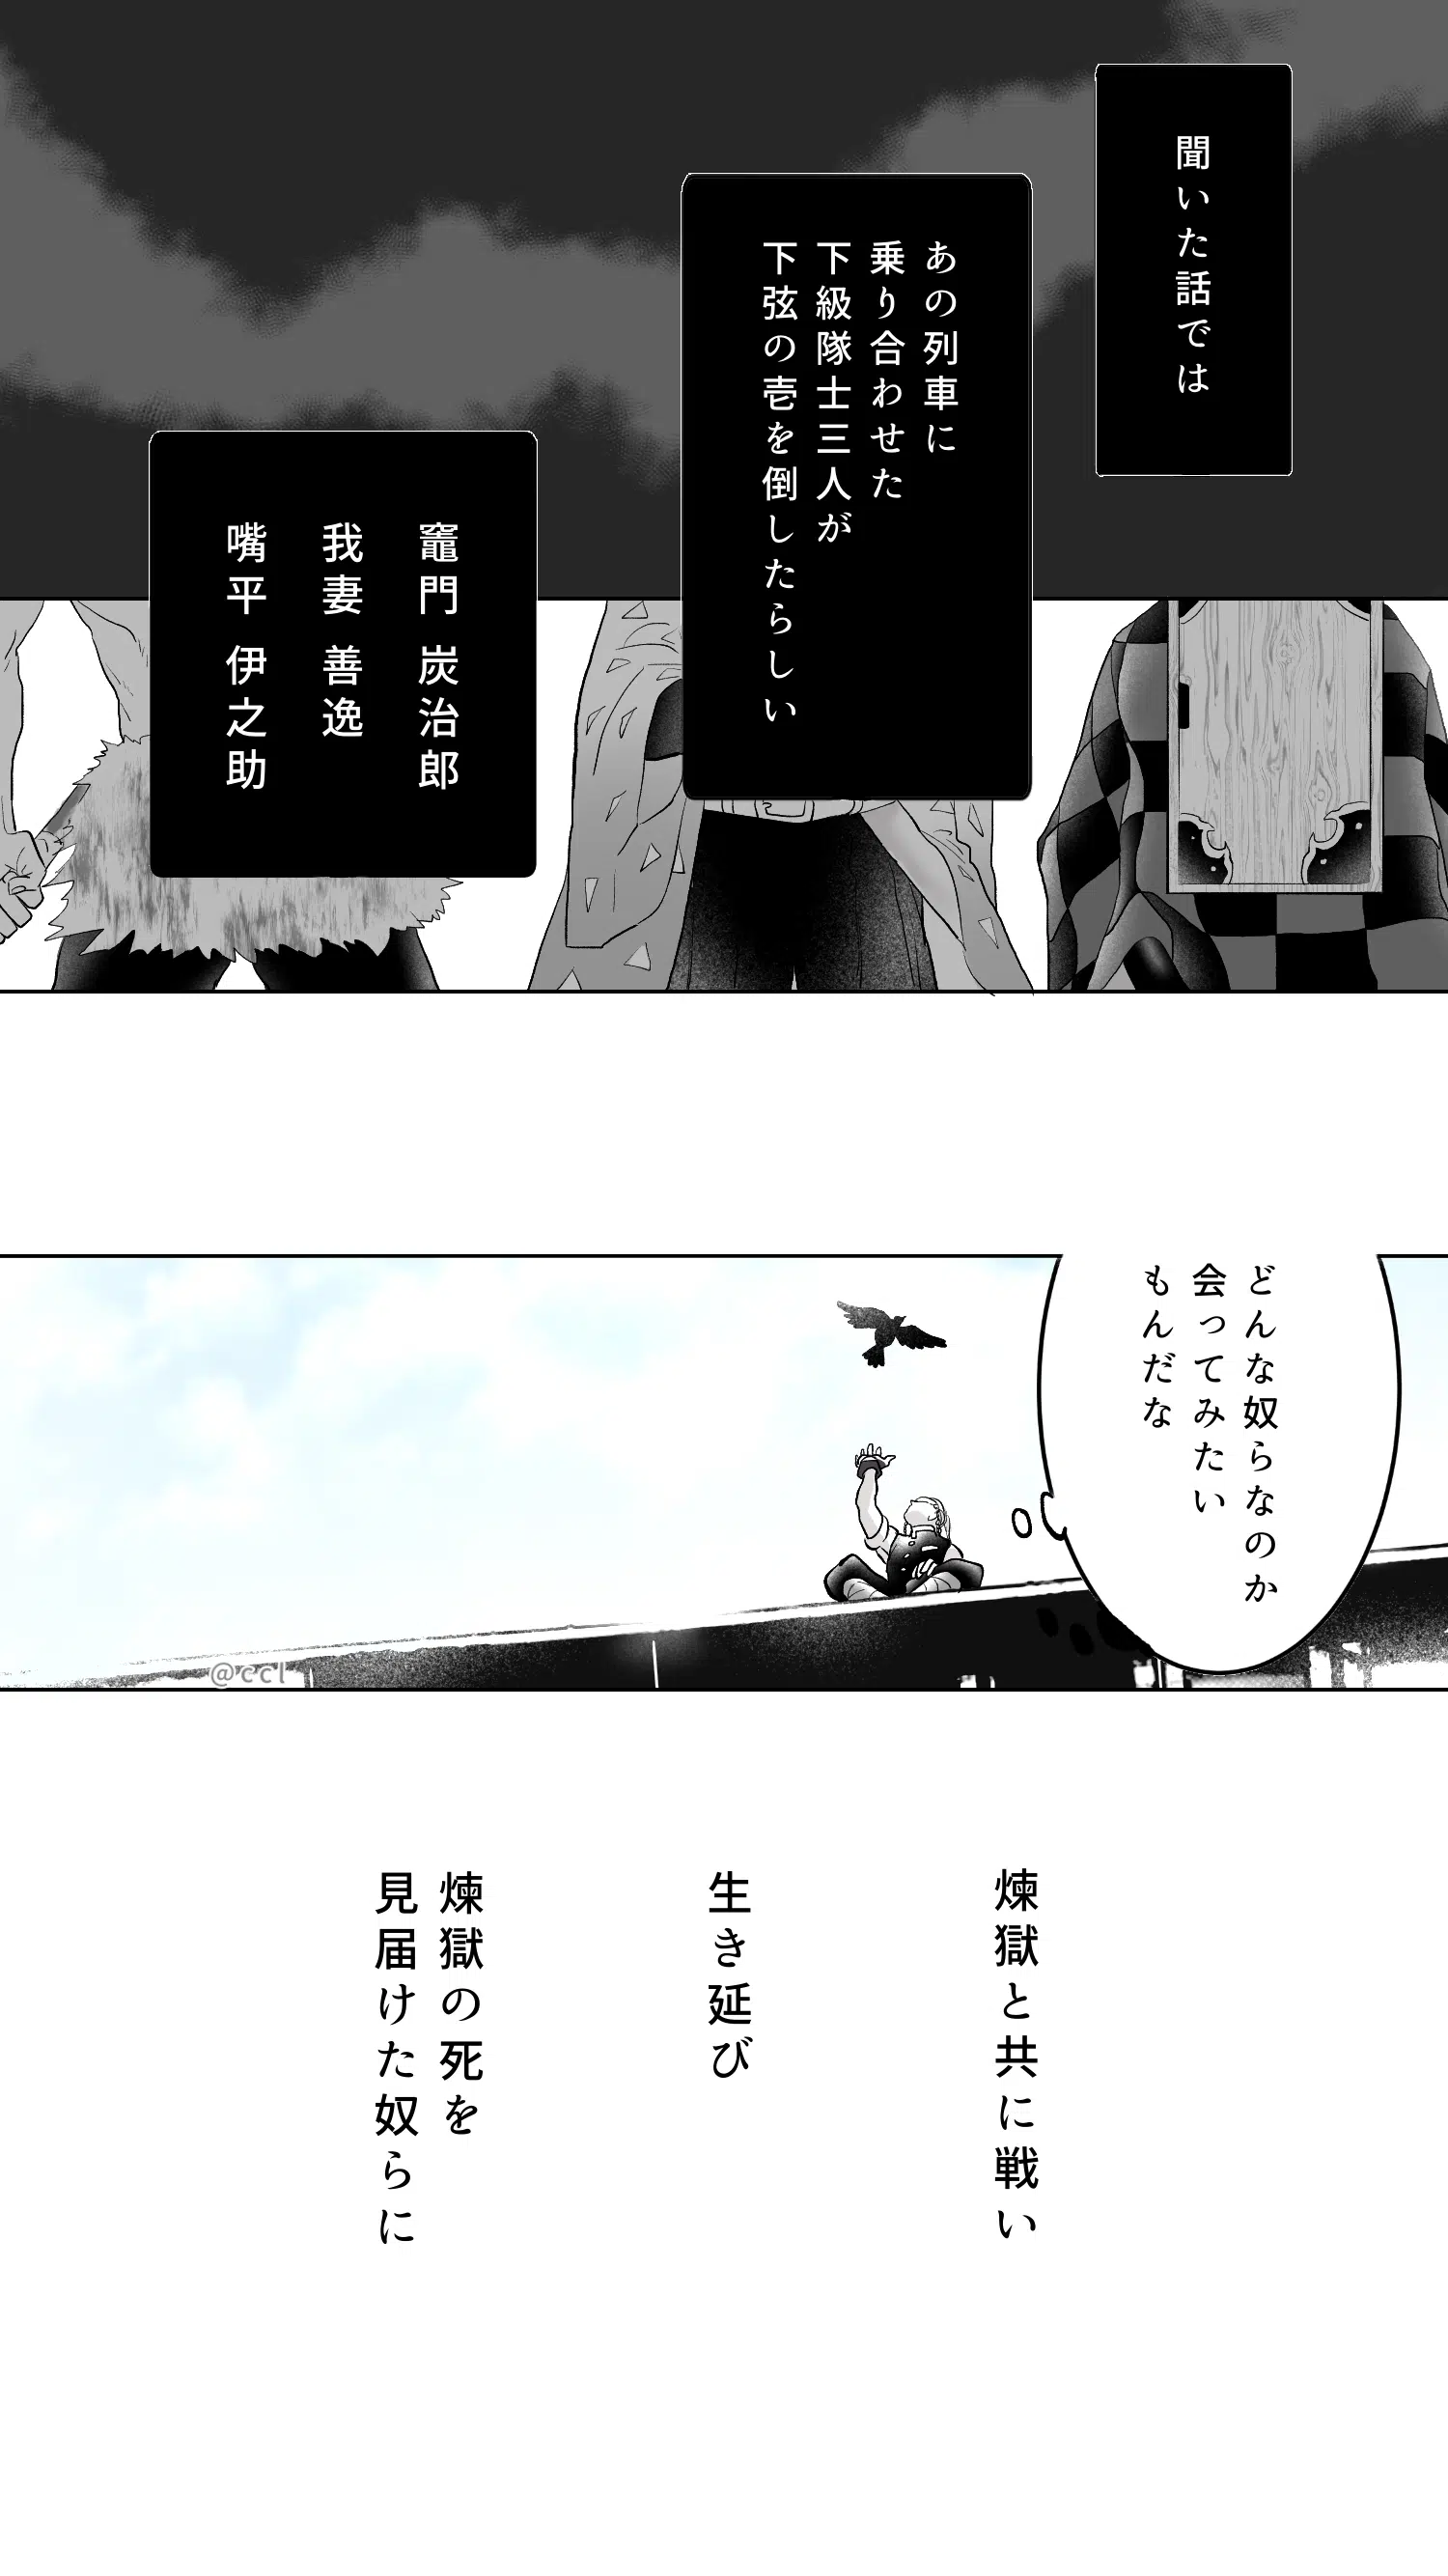 聞いた話では
あの列車に
乗り合わせた
下級隊士三人が
下弦の壱を倒したらしい
竈門 炭治郎
我妻 善逸
嘴平 伊之助
どんな奴らなのか
会ってみたい
もんだな
@ccl
煉獄と共に戦い
生き延び
煉獄の死を
見届けた奴らに